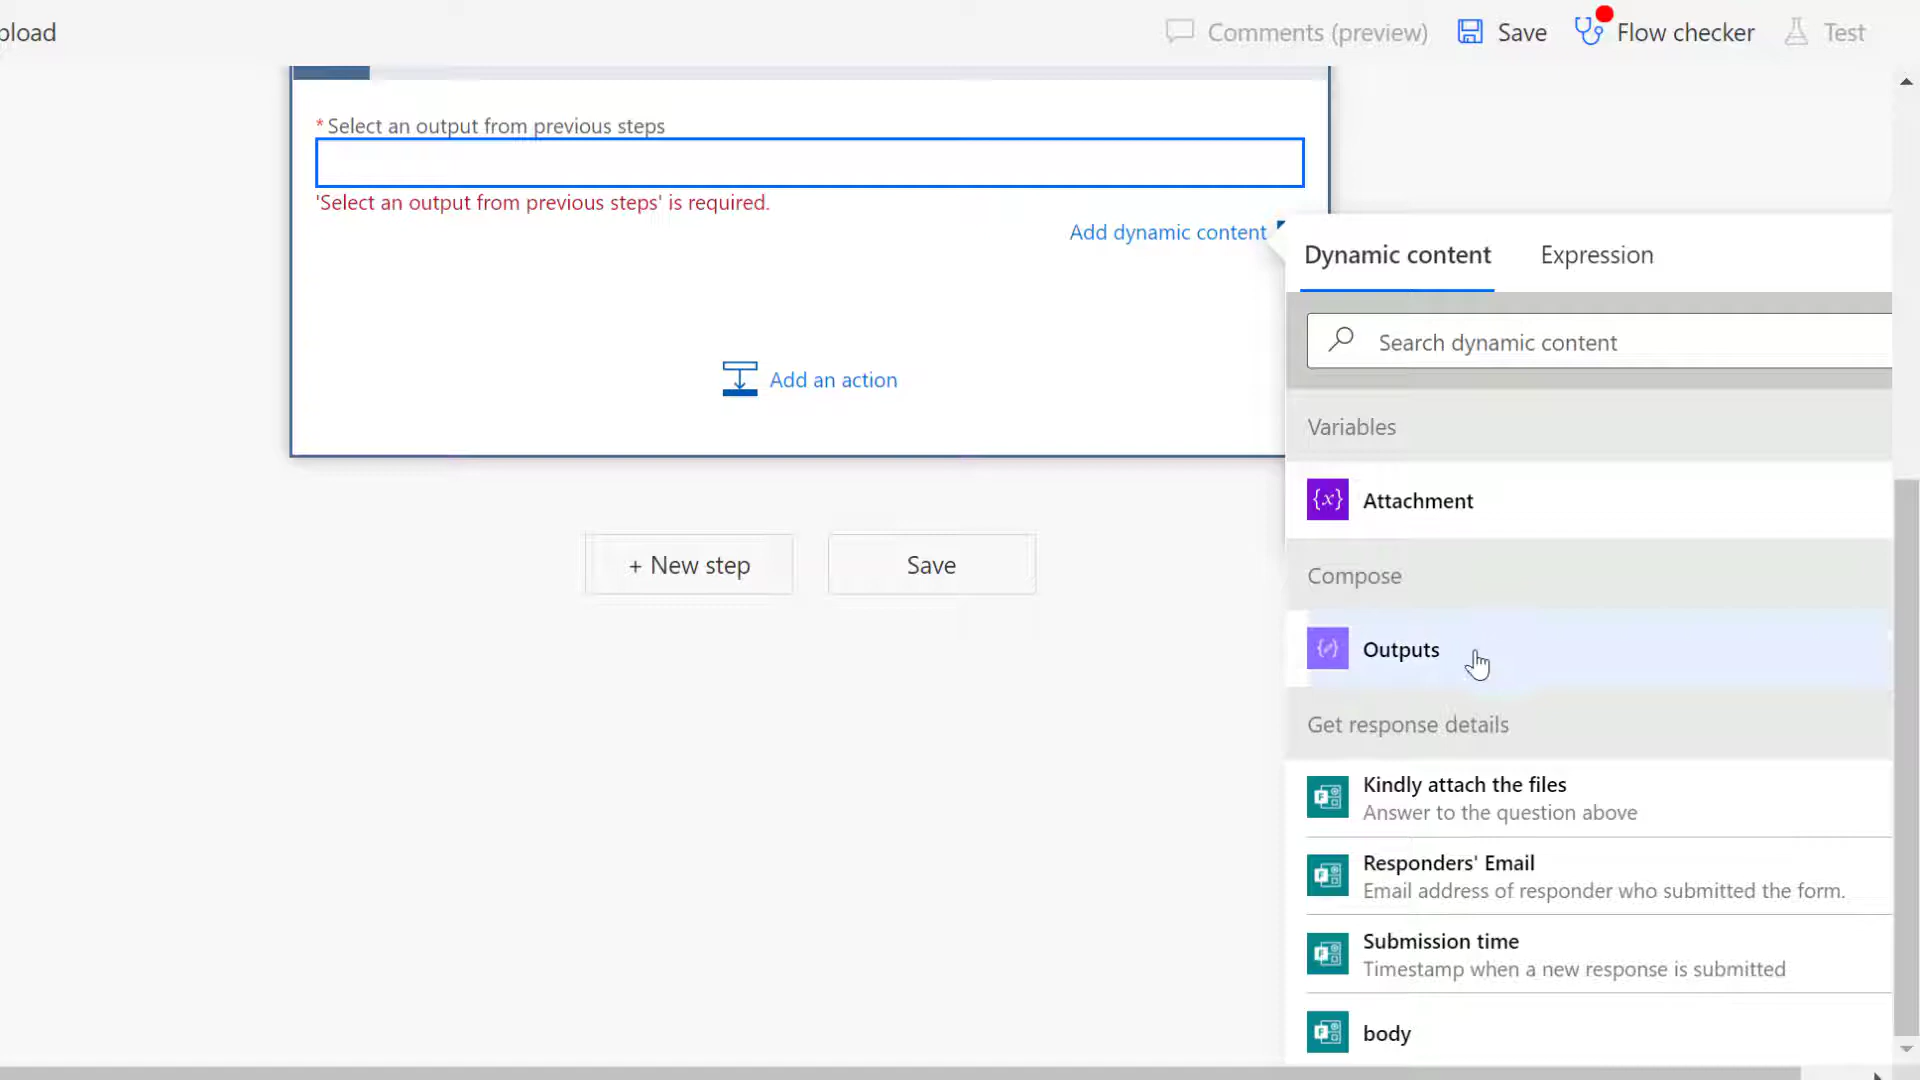 pload
Comments (preview)
Save
Flow checker
Test
* Select an output from previous steps
'Select an output from previous steps' is required.
Add dynamic content
Add an action
+ New step
Save
Dynamic content
Expression
Search dynamic content
Variables
{x} Attachment
Compose
Outputs
Get response details
Kindly attach the files
Answer to the question above
Responders' Email
Email address of responder who submitted the form.
Submission time
Timestamp when a new response is submitted
body